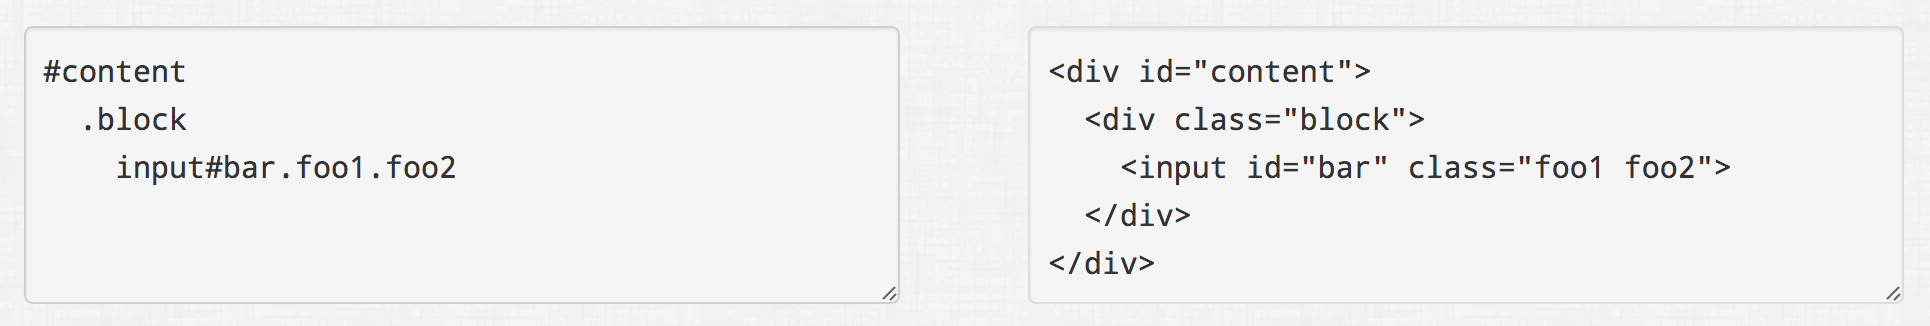 #content
  .block
    input#bar.foo1.foo2
<div id="content">
  <div class="block">
    <input id="bar" class="foo1 foo2">
  </div>
</div>